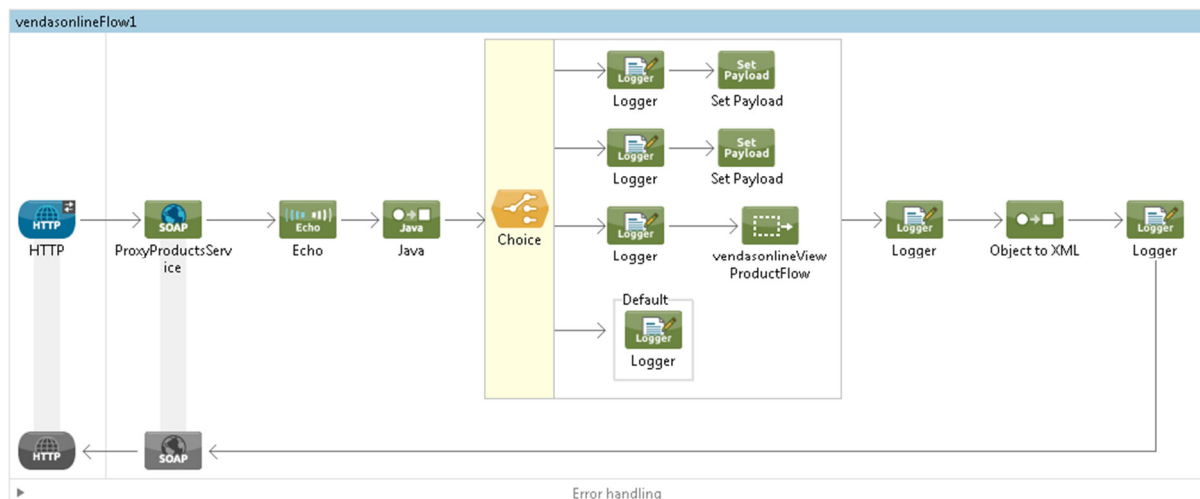 vendasonlineFlow1
Logger
Logger
Set
Payload
Set Payload
Logger
Logger
Set
Payload
Set Payload
HTTP
HTTP
SOAP
ProxyProductsServ
ice
Echo
Echo
Java
Java
Choice
Logger
Logger
vendasonlineView
ProductFlow
Default
Logger
Logger
Logger
Logger
Object to XML
Logger
Logger
HTTP
SOAP
Error handling